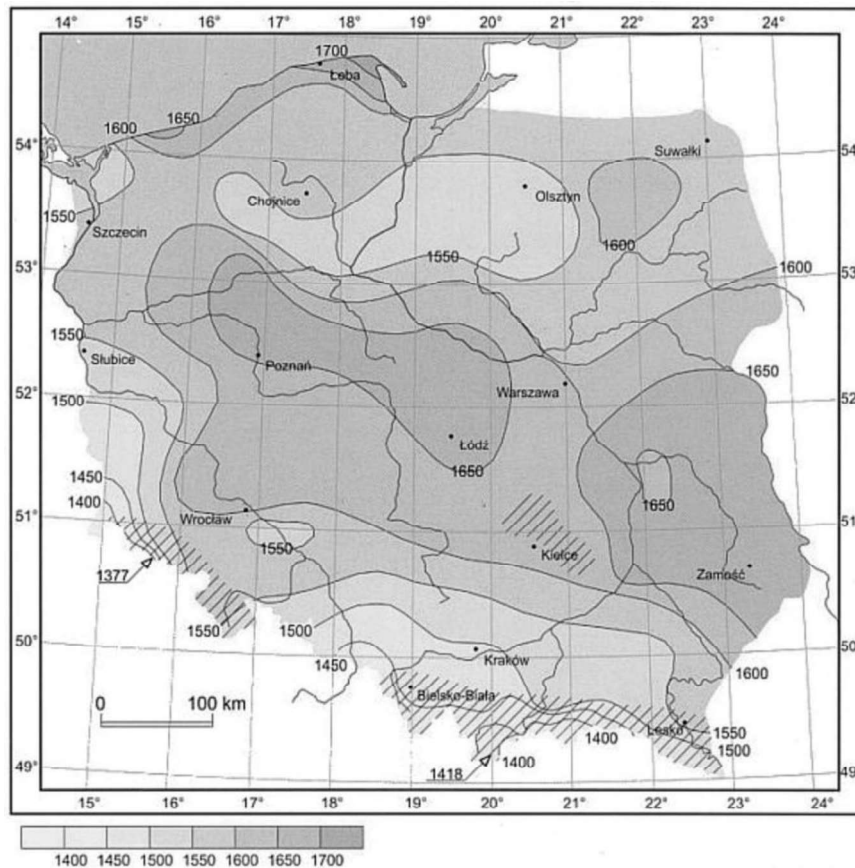 14° 15° 16° 17° 18° 19° 20° 21° 22° 23° 24°
1700
Łeba
1650
1600
54° 54°
Suwałki
Chojnice
Olsztyn
1550
Szczecin
1550
1600
53° 53°
1600
1550
Słubice
Poznań
1650
Warszawa
52° 52°
1500
Łódź
1650
1450
1650
1400
51° 51°
Wrocław
1550
Kielce
1377
Zamość
1550
1500
50° 50°
Kraków
1600
1450
Bielsko-Biała
0 100 km
Lesko
1550
1400
1500
1400
1418
49° 49°
15° 16° 17° 18° 19° 20° 21° 22° 23°
1400 1450 1500 1550 1600 1650 1700